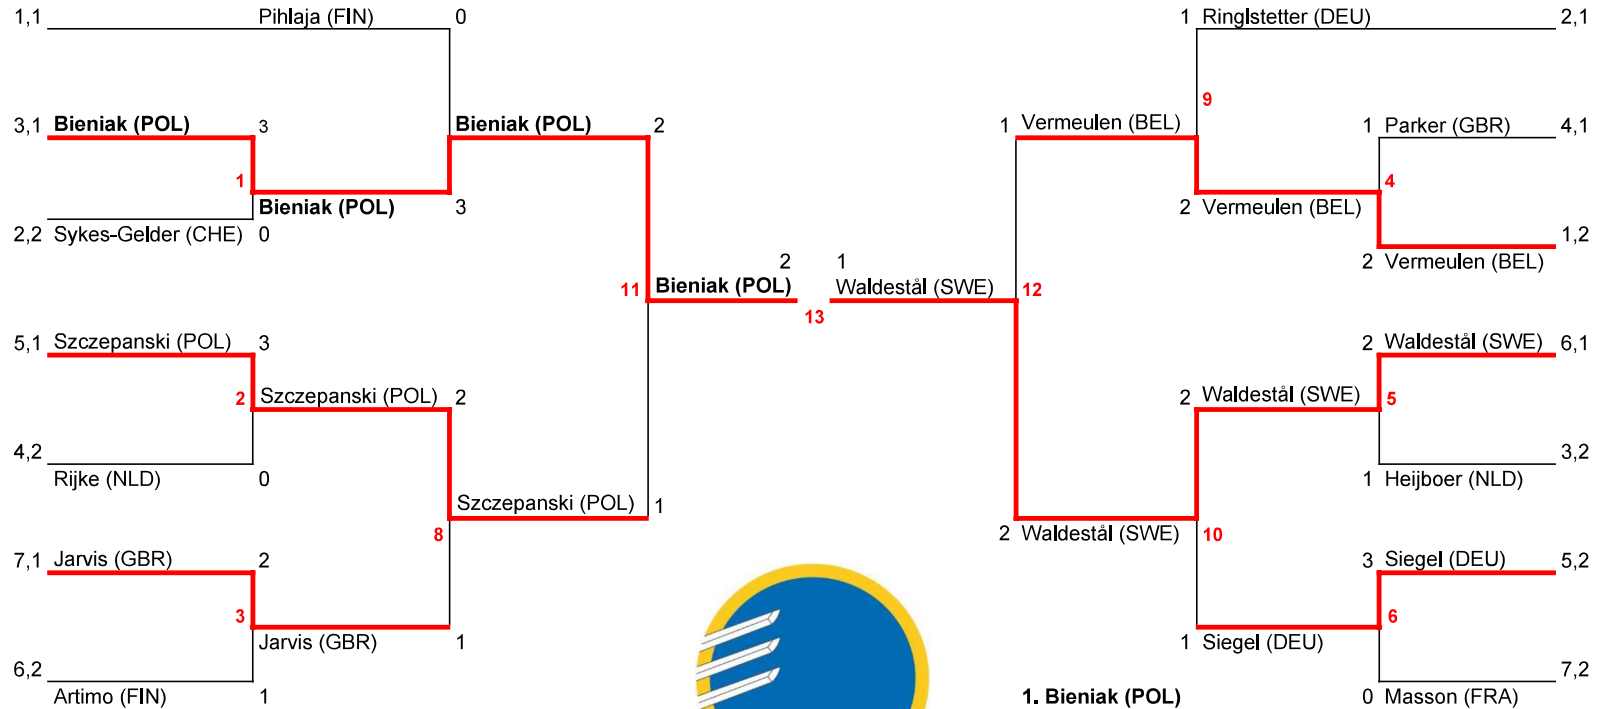 1,1 Pihlaja (FIN) 0 1 Ringlstetter (DEU) 2,1
9
3,1 Bieniak (POL) 3 Bieniak (POL) 2 1 Vermeulen (BEL) 1 Parker (GBR) 4,1
1 4
Bieniak (POL) 3 2 Vermeulen (BEL)
2,2 Sykes-Gelder (CHE) 0 1,2
2 1 2 Vermeulen (BEL)
11 Bieniak (POL) Waldestål (SWE) 12
13
5,1 Szczepanski (POL) 3 2 Waldestål (SWE) 6,1
2 Szczepanski (POL) 2 2 Waldestål (SWE) 5
4,2 3,2
Rijke (NLD) 0 1 Heijboer (NLD)
Szczepanski (POL) 1
8 2 Waldestål (SWE) 10
7,1 Jarvis (GBR) 2 3 Siegel (DEU) 5,2
3 6
Jarvis (GBR) 1 1 Siegel (DEU)
6,2 7,2
Artimo (FIN) 1 1. Bieniak (POL) 0 Masson (FRA)